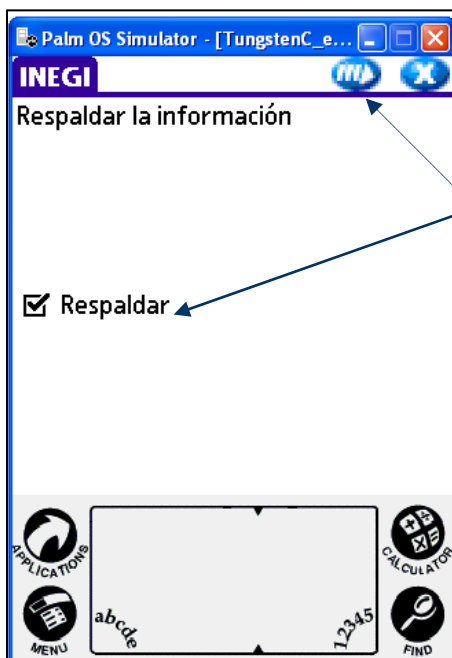 Palm OS Simulator - [TungstenC_e...
INEGI
Respaldar la información
Respaldar
APPLICATIONS
CALCULATOR
MENU
abcde
12345
FIND